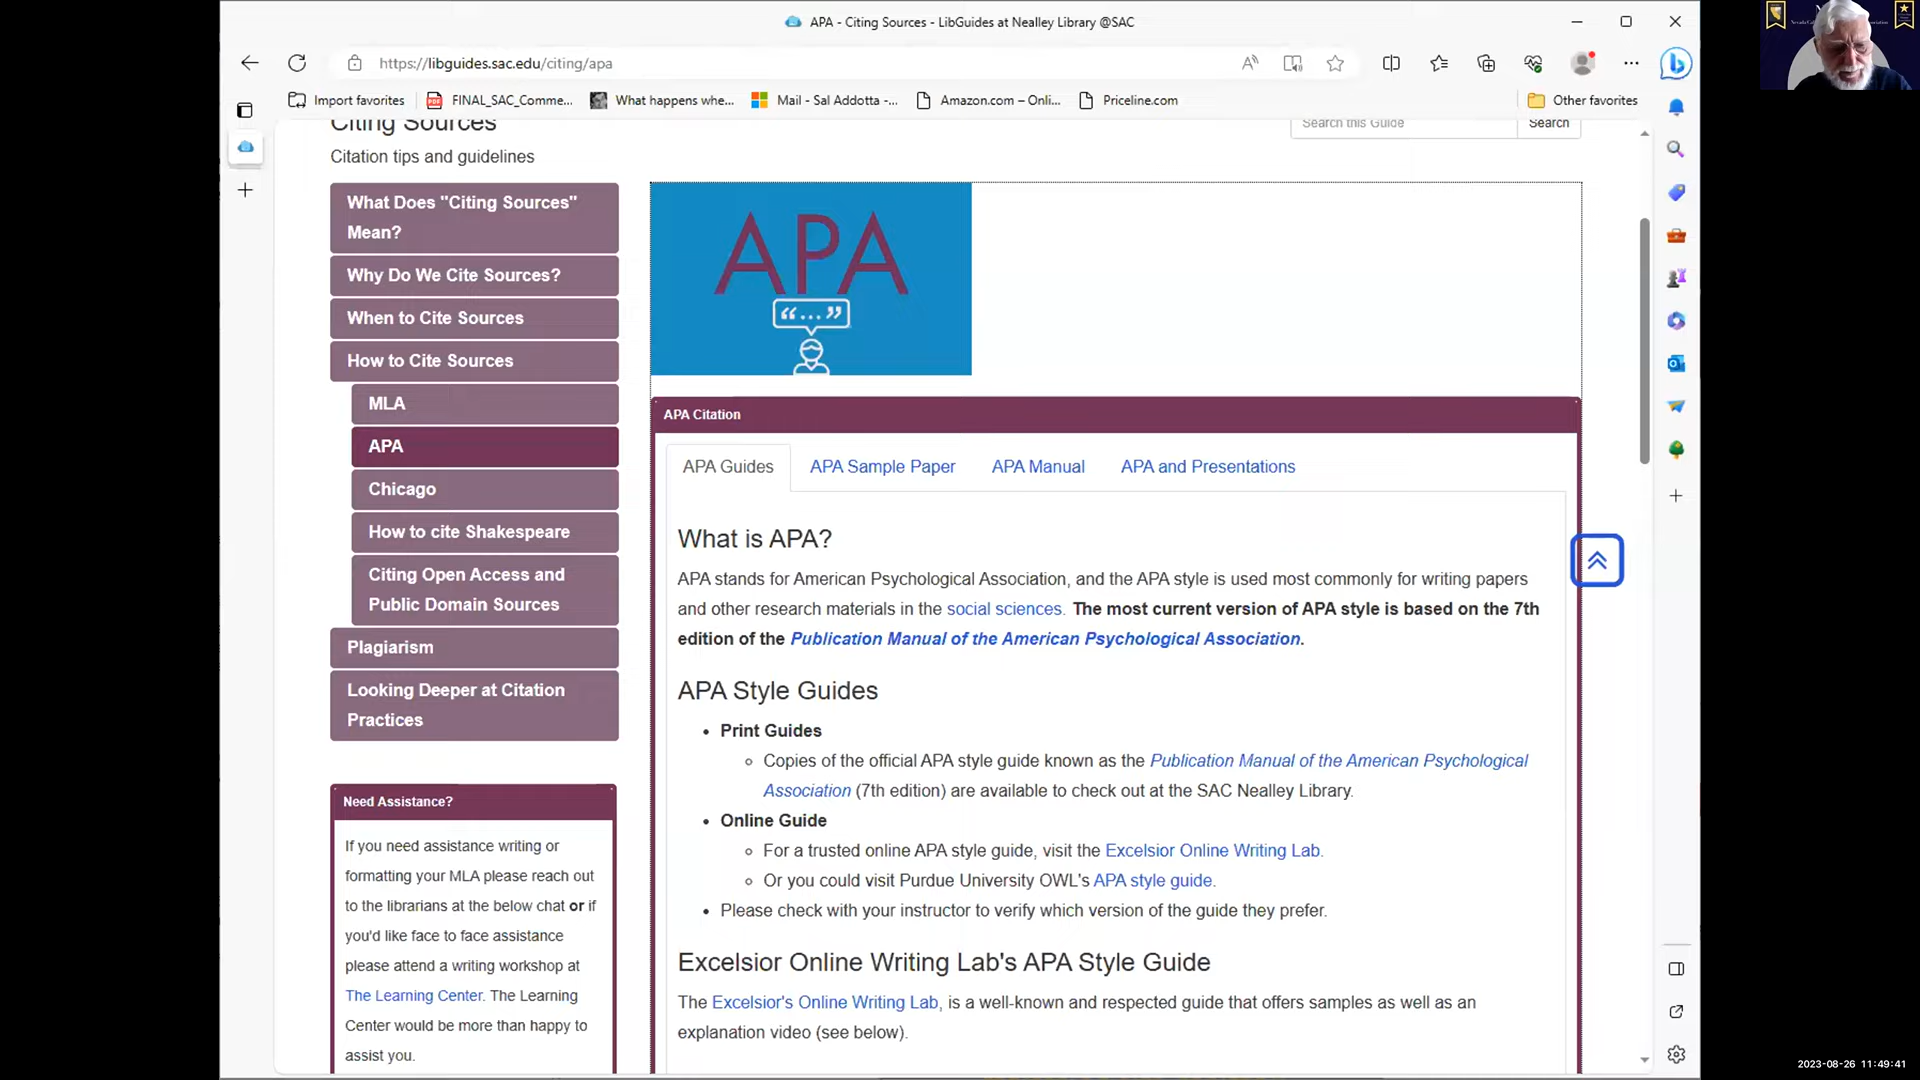 APA - Citing Sources - LibGuides at Nealley Library @SAC
https://libguides.sac.edu/citing/apa
Import favorites
FINAL_SAC_Comme...
What happens whe...
Mail - Sal Addotta -...
Amazon.com – Onli...
Priceline.com
Other favorites
Citing Sources
Search this Guide
Search
Citation tips and guidelines
What Does "Citing Sources"
Mean?
Why Do We Cite Sources?
When to Cite Sources
How to Cite Sources
MLA
APA
Chicago
How to cite Shakespeare
Citing Open Access and
Public Domain Sources
Plagiarism
Looking Deeper at Citation
Practices
Need Assistance?
If you need assistance writing or
formatting your MLA please reach out
to the librarians at the below chat or if
you'd like face to face assistance
please attend a writing workshop at
The Learning Center. The Learning
Center would be more than happy to
assist you.
APA
“...”
APA Citation
APA Guides
APA Sample Paper
APA Manual
APA and Presentations
What is APA?
APA stands for American Psychological Association, and the APA style is used most commonly for writing papers
and other research materials in the social sciences. The most current version of APA style is based on the 7th
edition of the Publication Manual of the American Psychological Association.
APA Style Guides
• Print Guides
◦ Copies of the official APA style guide known as the Publication Manual of the American Psychological
Association (7th edition) are available to check out at the SAC Nealley Library.
• Online Guide
◦ For a trusted online APA style guide, visit the Excelsior Online Writing Lab.
◦ Or you could visit Purdue University OWL's APA style guide.
• Please check with your instructor to verify which version of the guide they prefer.
Excelsior Online Writing Lab's APA Style Guide
The Excelsior's Online Writing Lab, is a well-known and respected guide that offers samples as well as an
explanation video (see below).
2023-08-26 11:49:41